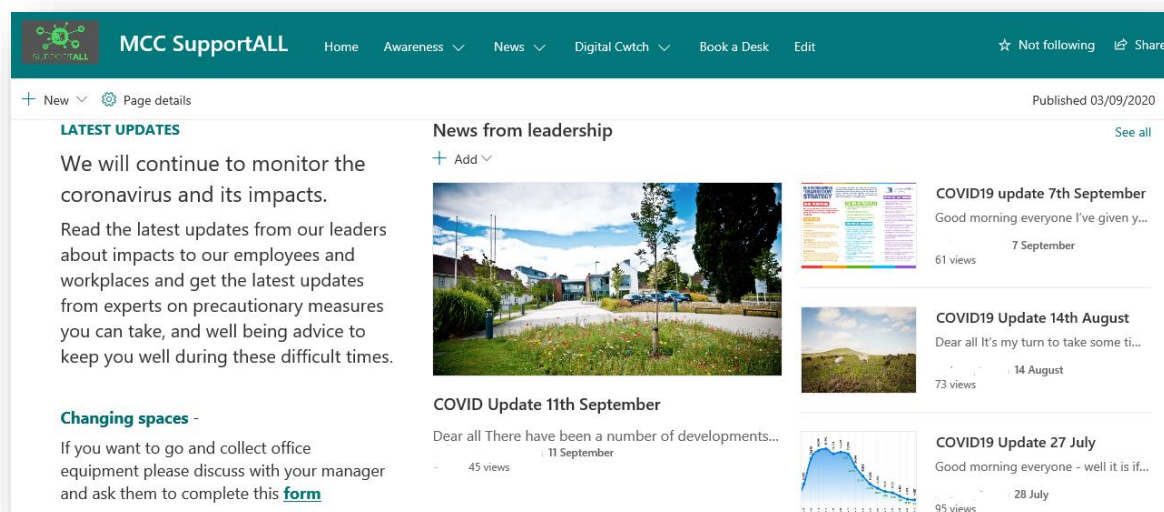 SUPPORTALL
MCC SupportALL
Home
Awareness
News
Digital Cwtch
Book a Desk
Edit
Not following
Share
New
Page details
Published 03/09/2020
LATEST UPDATES
We will continue to monitor the
coronavirus and its impacts.
Read the latest updates from our leaders
about impacts to our employees and
workplaces and get the latest updates
from experts on precautionary measures
you can take, and well being advice to
keep you well during these difficult times.
Changing spaces -
If you want to go and collect office
equipment please discuss with your manager
and ask them to complete this form
News from leadership
See all
Add
COVID Update 11th September
Dear all There have been a number of developments...
11 September
45 views
STRATEGY
COVID19 update 7th September
Good morning everyone I've given y...
7 September
61 views
COVID19 Update 14th August
Dear all It's my turn to take some ti...
14 August
73 views
COVID19 Update 27 July
Good morning everyone - well it is if...
28 July
95 views